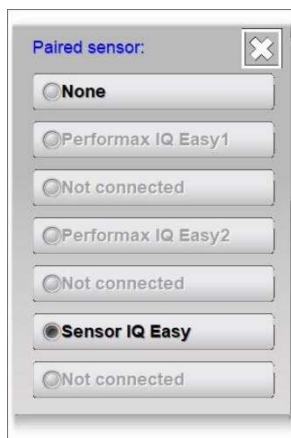 Paired sensor:
None
Performax IQ Easy1
Not connected
Performax IQ Easy2
Not connected
Sensor IQ Easy
Not connected